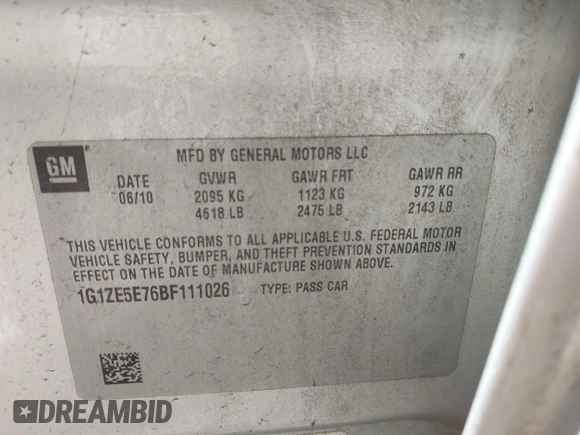 GM
MFD BY GENERAL MOTORS LLC
DATE GVWR GAWR FRT GAWR RR
06/10 2095 KG 1123 KG 972 KG
4618 LB 2475 LB 2143 LB
THIS VEHICLE CONFORMS TO ALL APPLICABLE U.S. FEDERAL MOTOR
VEHICLE SAFETY, BUMPER, AND THEFT PREVENTION STANDARDS IN
EFFECT ON THE DATE OF MANUFACTURE SHOWN ABOVE.
1G1ZE5E76BF111026 TYPE: PASS CAR
DREAMBID